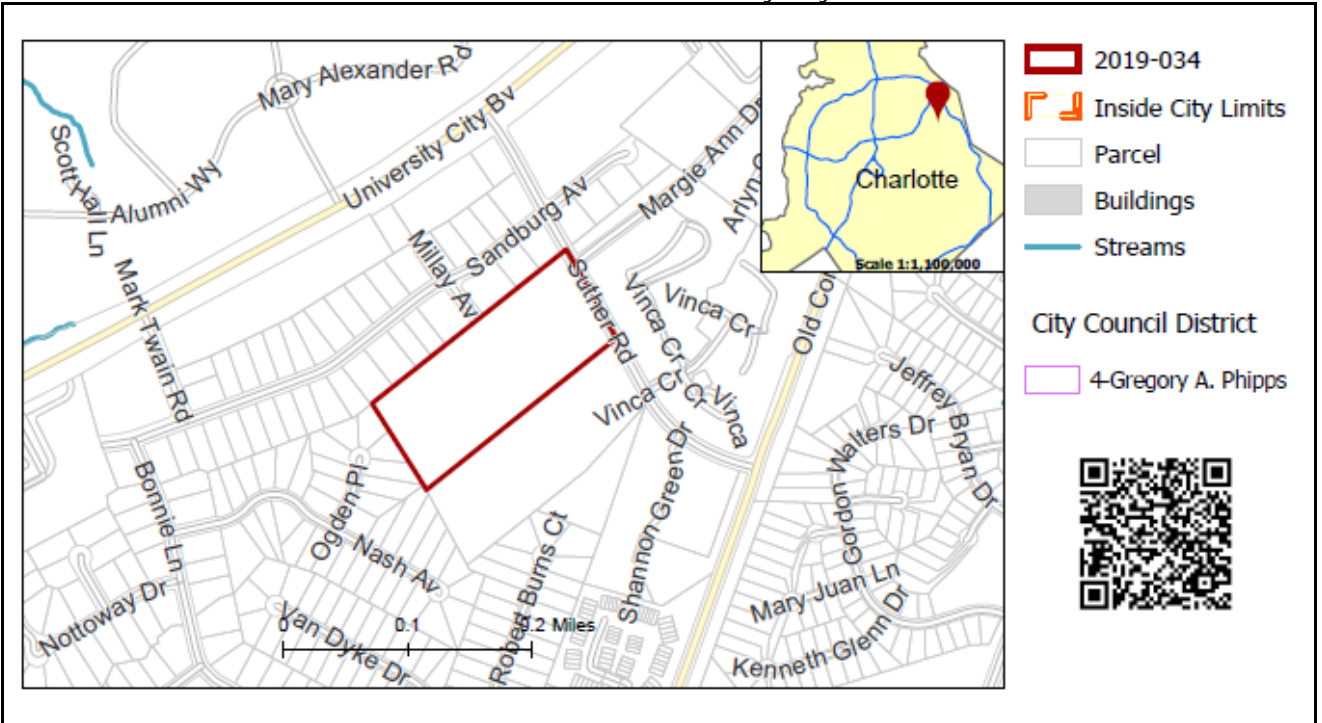 Mary Alexander Rd
University City Bv
Scott Hall Ln
Alumni Wy
Mark Twain Rd
Millay Av
Sandburg Av
Margie Ann Dr
Suther Rd
Vinca Cr
Vinca Cr
Vinca Cr
Cr
Vinca
Bonnie Ln
Ogden Pl
Nash Av
Nottoway Dr
Van Dyke Dr
Robert Burns Ct
Shannon Green Dr
Jeffrey Bryan Dr
Walters Dr
Gordon
Mary Juan Ln
Kenneth Glenn Dr
0 0.1 0.2 Miles
Charlotte
Scale 1:1,100,000
2019-034
Inside City Limits
Parcel
Buildings
Streams
City Council District
4-Gregory A. Phipps